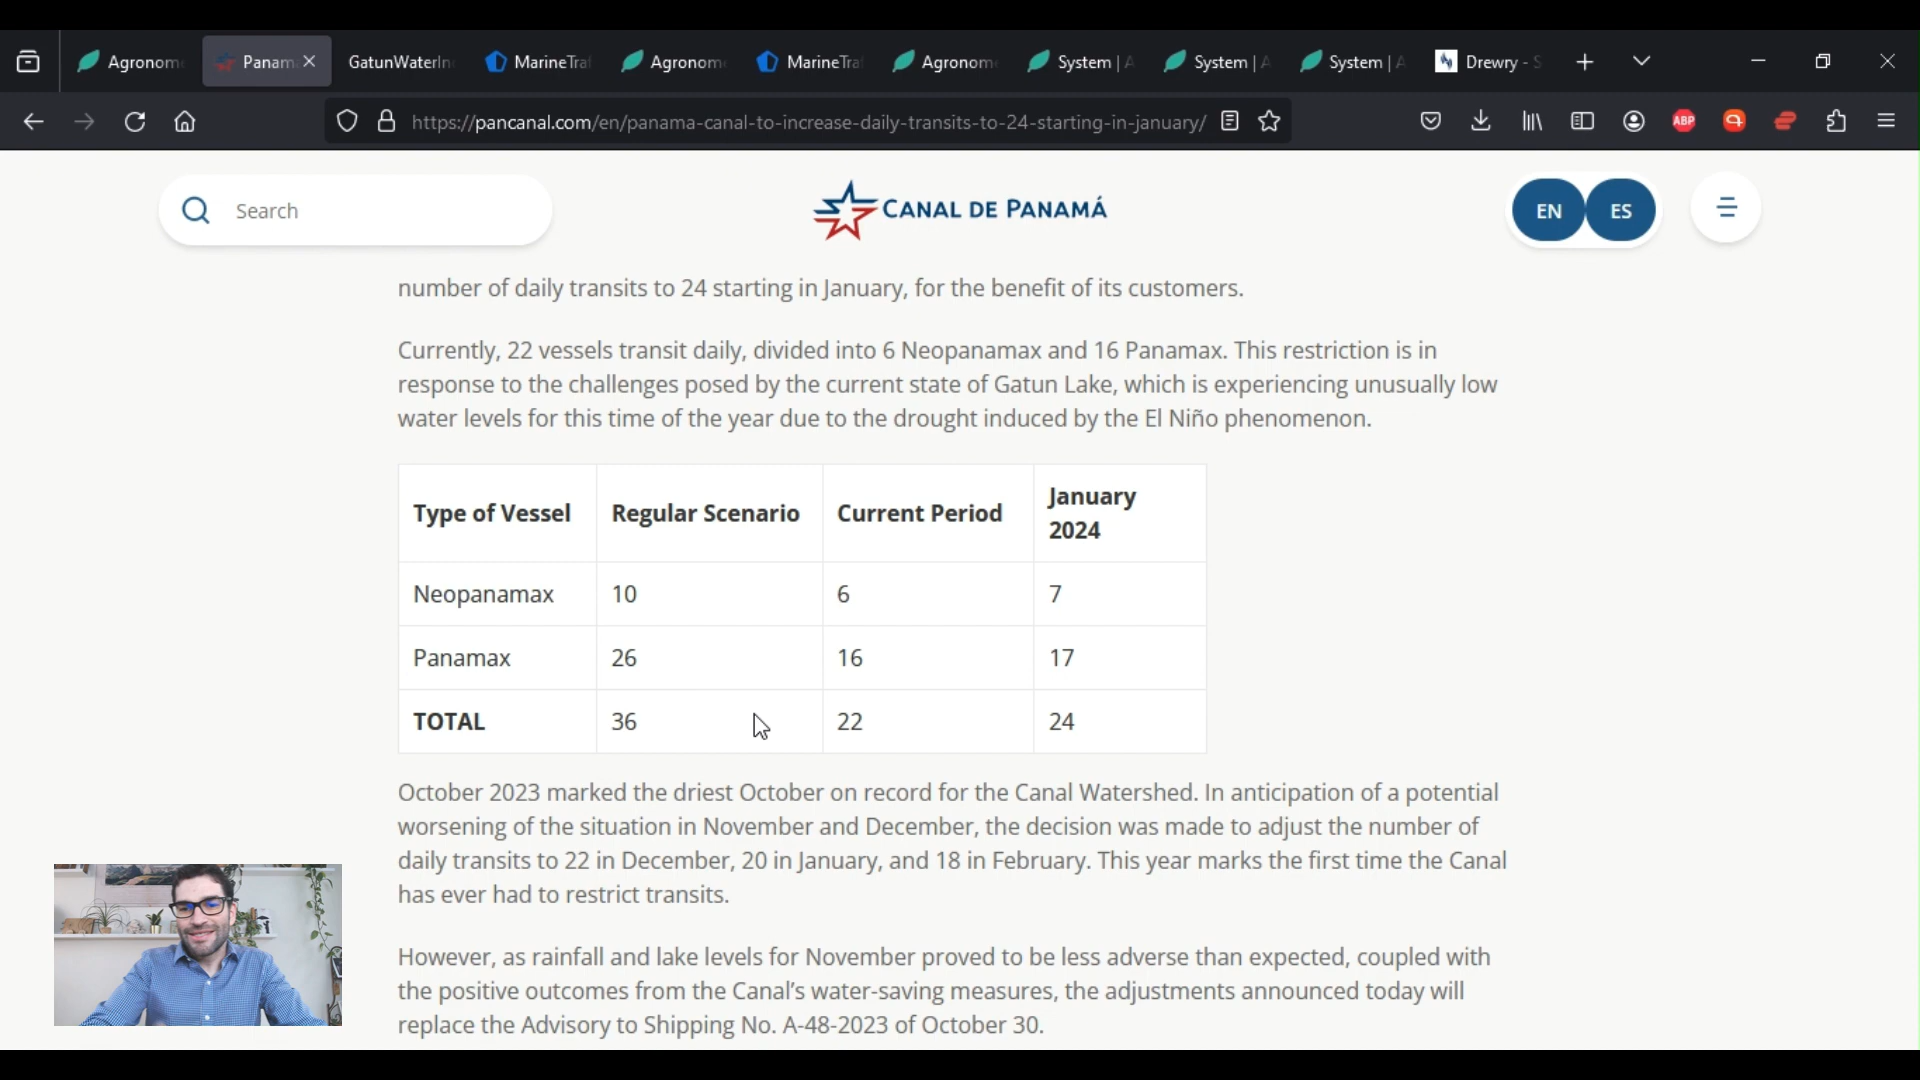 Agronom
Panam
GatunWaterIn
MarineTra
Agronom
MarineTra
Agronom
System | A
System | A
System | A
Drewry - S
https://pancanal.com/en/panama-canal-to-increase-daily-transits-to-24-starting-in-january/
ABP
Search
CANAL DE PANAMÁ
EN
ES
number of daily transits to 24 starting in January, for the benefit of its customers.
Currently, 22 vessels transit daily, divided into 6 Neopanamax and 16 Panamax. This restriction is in
response to the challenges posed by the current state of Gatun Lake, which is experiencing unusually low
water levels for this time of the year due to the drought induced by the El Niño phenomenon.
Type of Vessel Regular Scenario Current Period January 2024
Neopanamax 10 6 7
Panamax 26 16 17
TOTAL 36 22 24
October 2023 marked the driest October on record for the Canal Watershed. In anticipation of a potential
worsening of the situation in November and December, the decision was made to adjust the number of
daily transits to 22 in December, 20 in January, and 18 in February. This year marks the first time the Canal
has ever had to restrict transits.
However, as rainfall and lake levels for November proved to be less adverse than expected, coupled with
the positive outcomes from the Canal's water-saving measures, the adjustments announced today will
replace the Advisory to Shipping No. A-48-2023 of October 30.